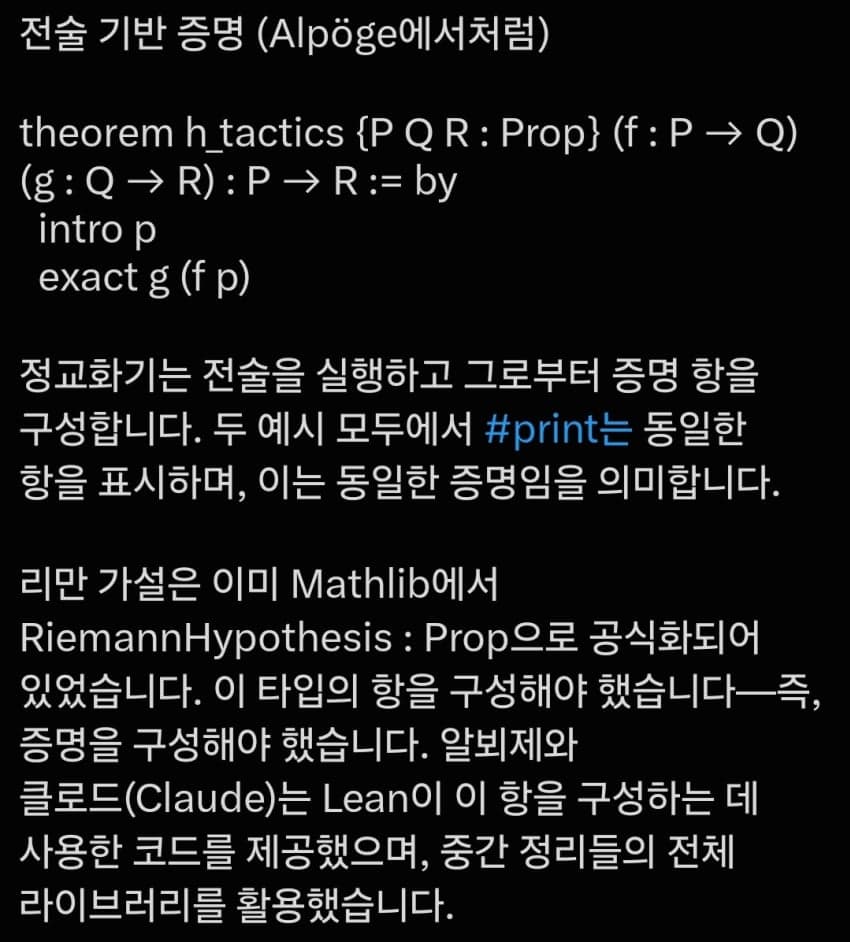 전술 기반 증명 (Alpöge에서처럼)
theorem h_tactics {P Q R : Prop} (f : P → Q)
(g : Q → R) : P → R := by
intro p
exact g (f p)
정교화기는 전술을 실행하고 그로부터 증명 항을
구성합니다. 두 예시 모두에서 #print는 동일한
항을 표시하며, 이는 동일한 증명임을 의미합니다.
리만 가설은 이미 Mathlib에서
RiemannHypothesis : Prop으로 공식화되어
있었습니다. 이 타입의 항을 구성해야 했습니다—즉,
증명을 구성해야 했습니다. 알뵈제와
클로드(Claude)는 Lean이 이 항을 구성하는 데
사용한 코드를 제공했으며, 중간 정리들의 전체
라이브러리를 활용했습니다.